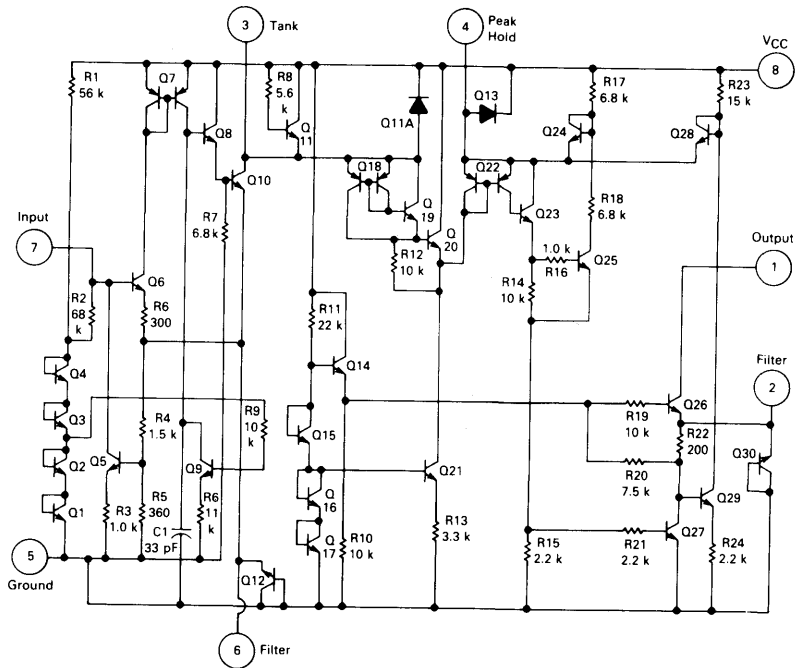 3
Tank
4
Peak
Hold
VCC
8
R1
56 k
Q7
R8
5.6
k
Q
11
Q11A
Q13
R17
6.8 k
R23
15 k
Q8
Q24
Q28
Q10
Q18
Q22
Q
19
Q23
Input
7
R7
6.8 k
Q
20
R18
6.8 k
R12
10 k
1.0 k
R16
Q25
Output
1
R2
68
k
Q6
R6
300
R14
10 k
R11
22 k
Q14
Filter
2
Q4
Q3
R4
1.5 k
R9
10
k
R19
10 k
Q26
R22
200
Q30
Q15
Q2
Q5
Q9
Q21
R20
7.5 k
Q1
R3
1.0 k
R5
360
R6
11
k
Q
16
Q29
C1
33 pF
Q
17
R10
10 k
R13
3.3 k
R15
2.2 k
R21
2.2 k
Q27
R24
2.2 k
5
Ground
Q12
6
Filter